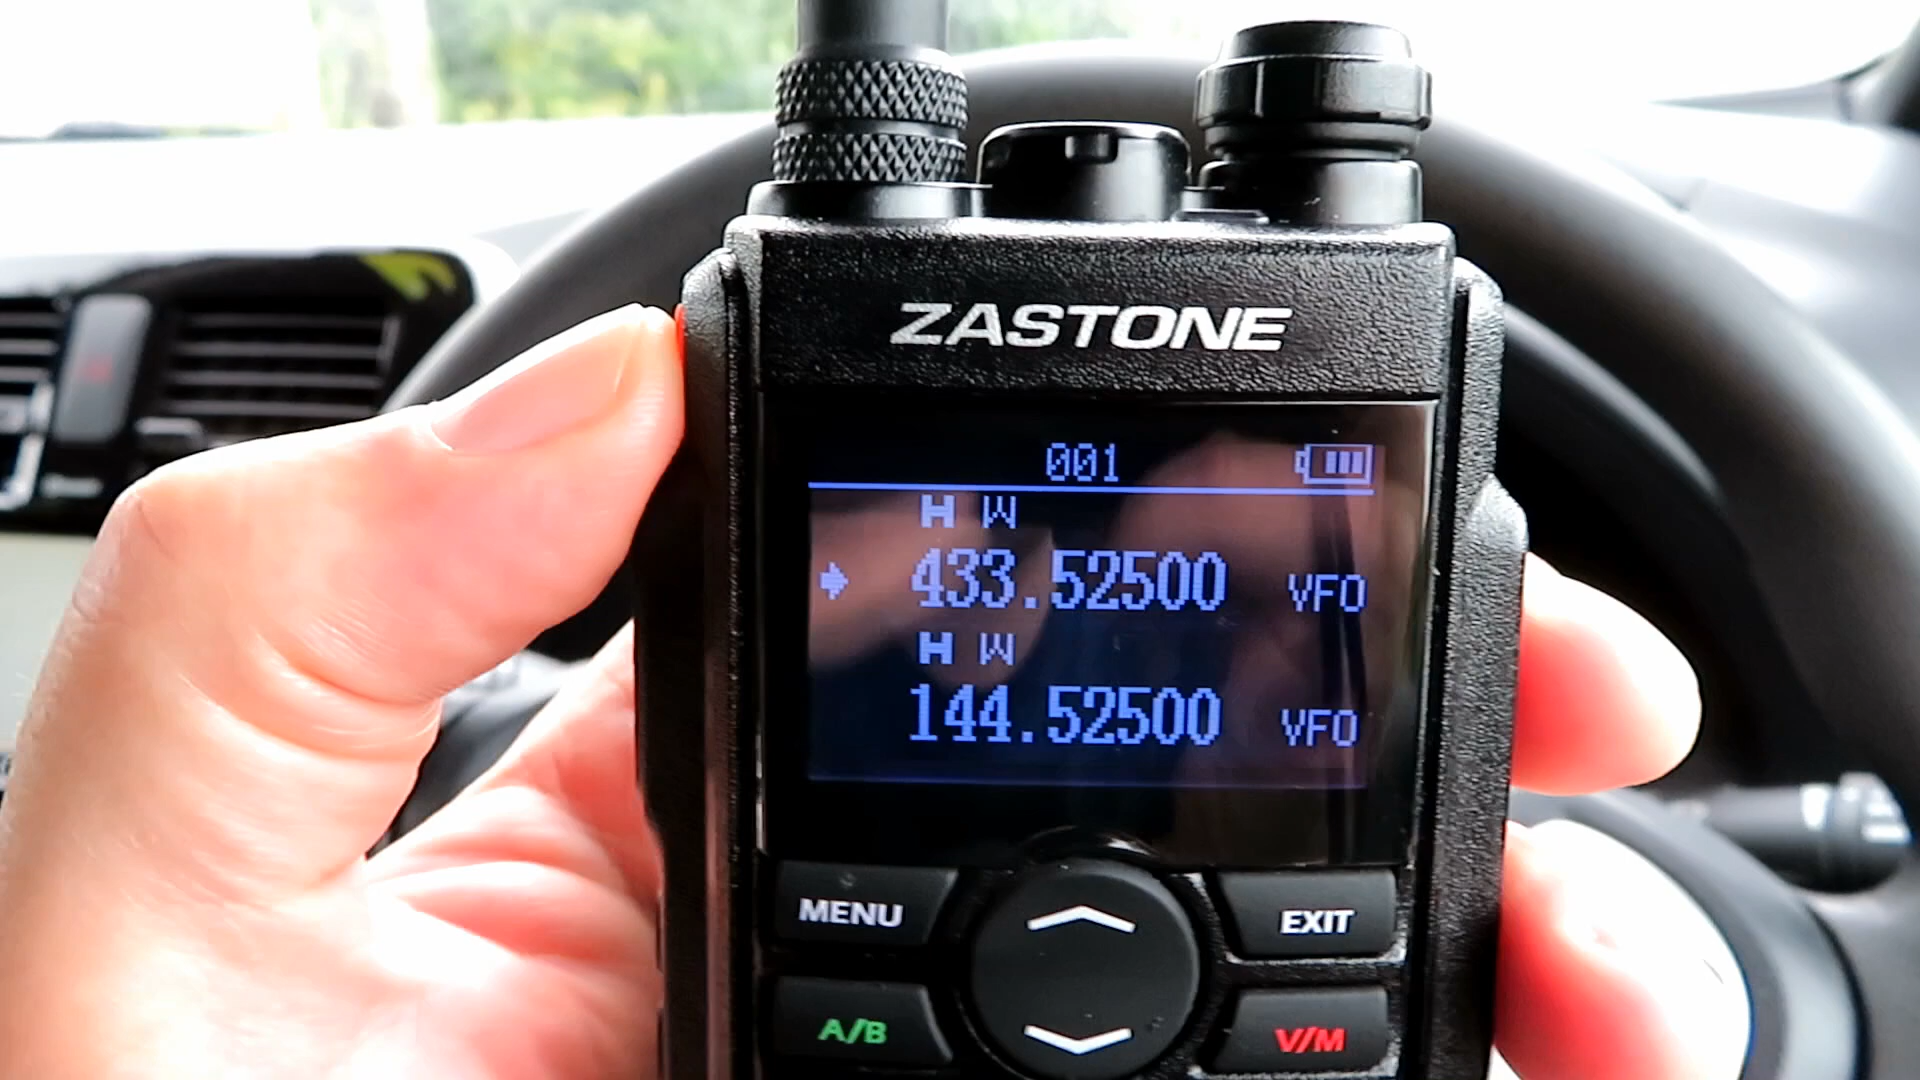 ZASTONE
001
H W
433.52500 VFO
H W
144.52500 VFO
MENU EXIT
A/B V/M